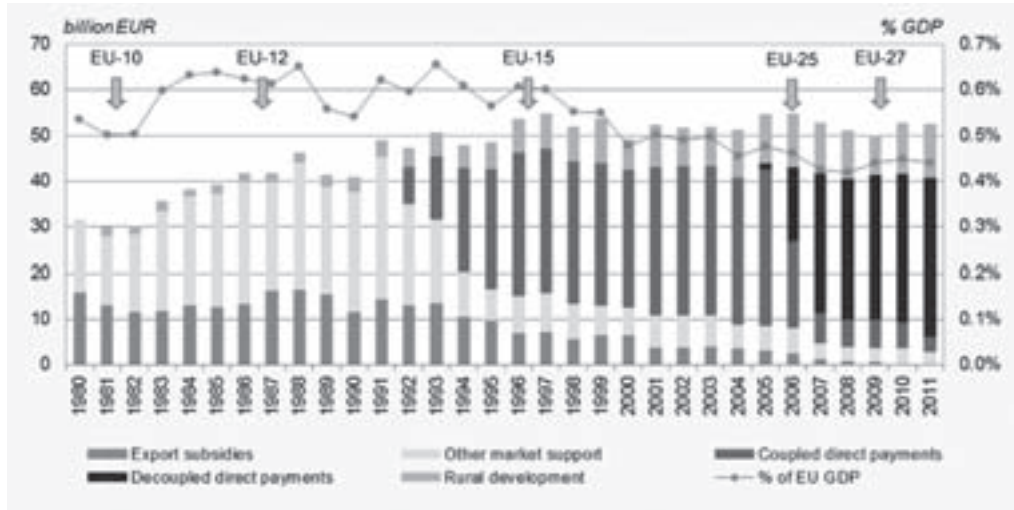 billion EUR % GDP
70 0.7%
EU-10 EU-12 EU-15 EU-25 EU-27
60 0.6%
50 0.5%
40 0.4%
30 0.3%
20 0.2%
10 0.1%
0 0.0%
1980 1981 1982 1983 1984 1985 1986 1987 1988 1989 1990 1991 1992 1993 1994 1995 1996 1997 1998 1999 2000 2001 2002 2003 2004 2005 2006 2007 2008 2009 2010 2011
Export subsidies Other market support Coupled direct payments
Decoupled direct payments Rural development % of EU GDP